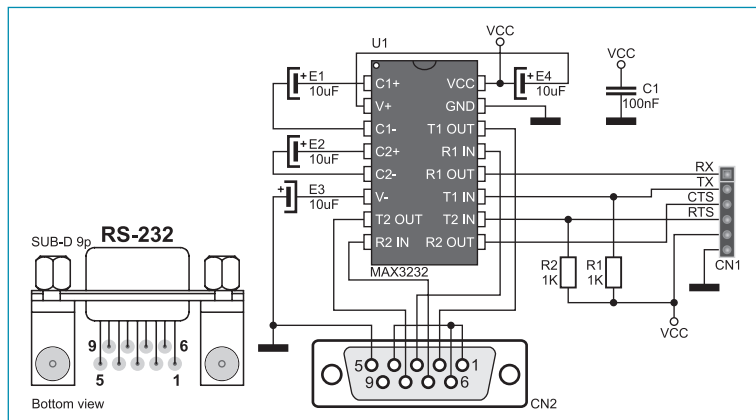 U1
VCC
VCC
E1
10uF
C1+
VCC
E4
10uF
C1
100nF
V+
GND
C1-
T1 OUT
E2
10uF
C2+
R1 IN
C2-
R1 OUT
RX
E3
10uF
V-
T1 IN
TX
T2 OUT
T2 IN
CTS
R2 IN
R2 OUT
RTS
MAX3232
R2
1K
R1
1K
CN1
VCC
SUB-D 9p
RS-232
9
6
5
1
Bottom view
5
1
9
6
CN2
+
+
+
+